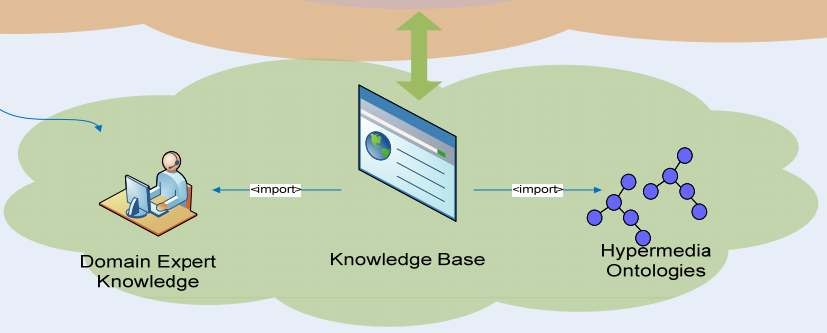 <import>
<import>
Domain Expert
Knowledge
Knowledge Base
Hypermedia
Ontologies